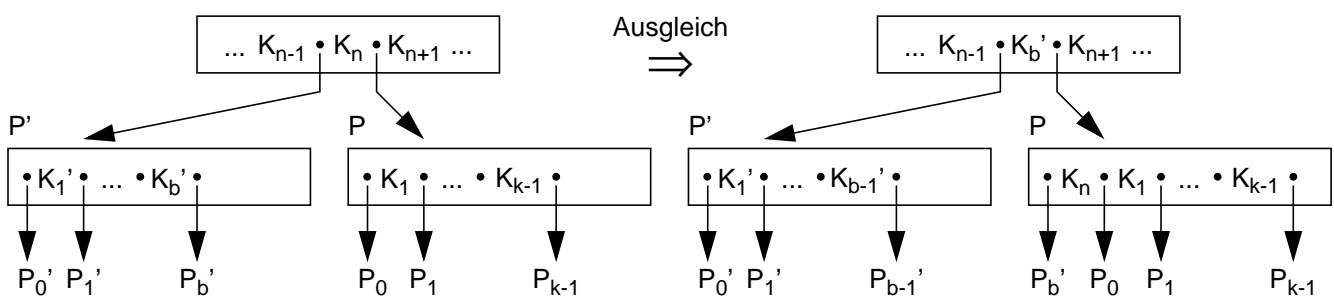 Ausgleich
... K_{n-1} • K_n • K_{n+1} ... ⇒ ... K_{n-1} • K_b' • K_{n+1} ...
P' P P' P
• K_1' • ... • K_b' • • K_1 • ... • K_{k-1} • • K_1' • ... • K_{b-1}' • • K_n • K_1 • ... • K_{k-1} •
P_0' P_1' P_b' P_0 P_1 P_{k-1} P_0' P_1' P_{b-1}' P_b' P_0 P_1 P_{k-1}